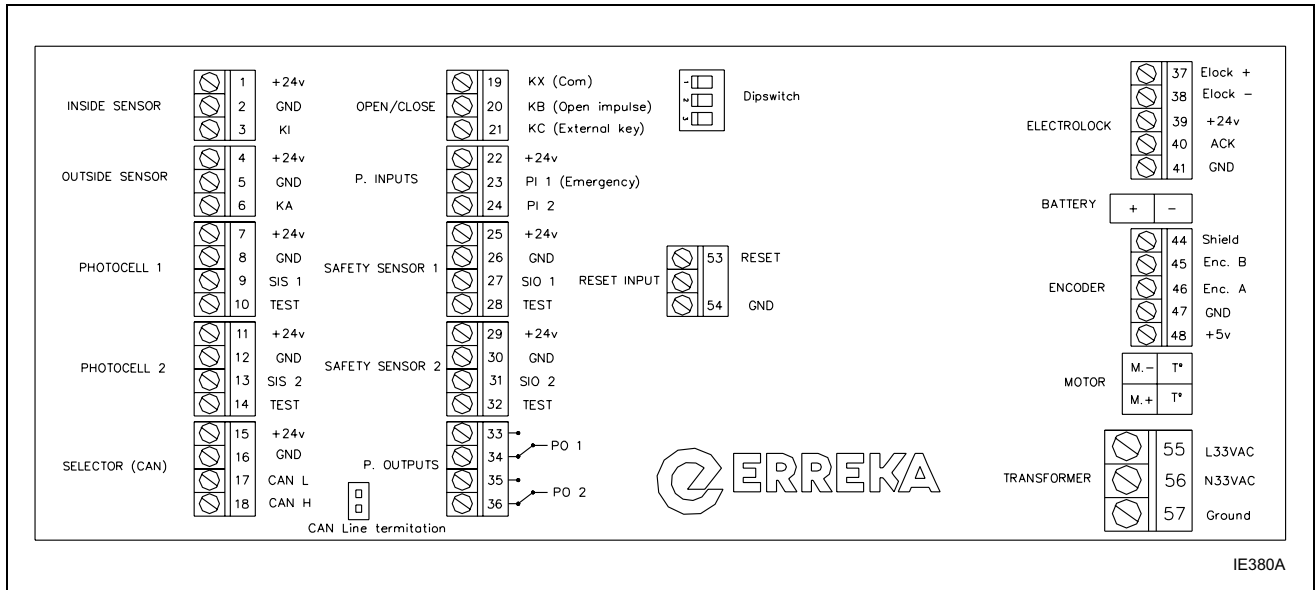 INSIDE SENSOR
1 +24v
2 GND
3 KI
OUTSIDE SENSOR
4 +24v
5 GND
6 KA
PHOTOCELL 1
7 +24v
8 GND
9 SIS 1
10 TEST
PHOTOCELL 2
11 +24v
12 GND
13 SIS 2
14 TEST
SELECTOR (CAN)
15 +24v
16 GND
17 CAN L
18 CAN H
OPEN/CLOSE
19 KX (Com)
20 KB (Open impulse)
21 KC (External key)
P. INPUTS
22 +24v
23 PI 1 (Emergency)
24 PI 2
SAFETY SENSOR 1
25 +24v
26 GND
27 SIO 1
28 TEST
SAFETY SENSOR 2
29 +24v
30 GND
31 SIO 2
32 TEST
P. OUTPUTS
33
34 PO 1
35
36 PO 2
CAN Line termitation
1
2
3
Dipswitch
RESET INPUT
53 RESET
54 GND
ERREKA
ELECTROLOCK
37 Elock +
38 Elock -
39 +24v
40 ACK
41 GND
BATTERY + -
ENCODER
44 Shield
45 Enc. B
46 Enc. A
47 GND
48 +5v
MOTOR
M.- Tº
M.+ Tº
TRANSFORMER
55 L33VAC
56 N33VAC
57 Ground
IE380A